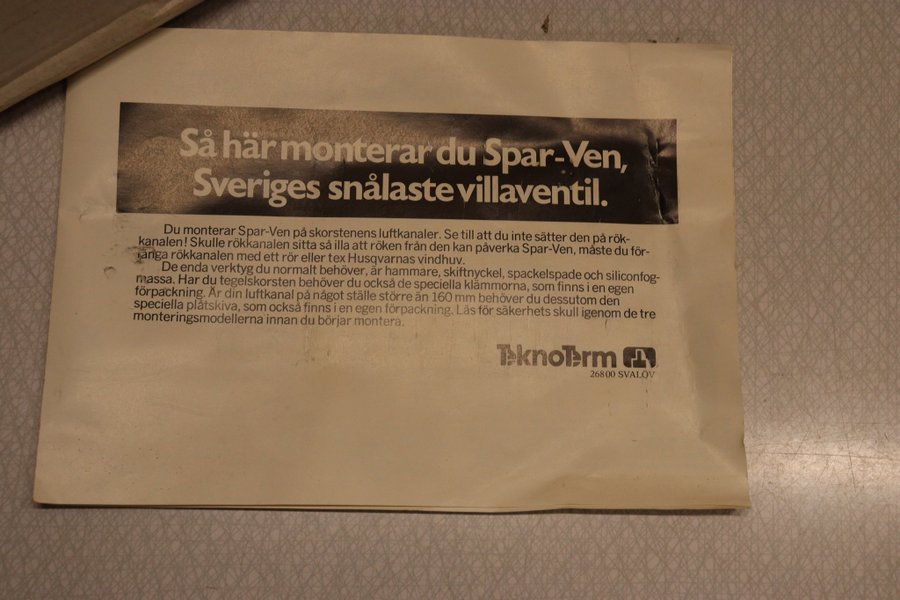 Så här monterar du Spar-Ven,
Sveriges snålaste villaventil.
Du monterar Spar-Ven på skorstenens luftkanaler. Se till att du inte sätter den på rök-
kanalen! Skulle rökkanalen sitta så illa att röken från den kan påverka Spar-Ven, måste du för-
länga rökkanalen med ett rör eller tex Husqvarnas vindhuv.
De enda verktyg du normalt behöver, är hammare, skiftnyckel, spackelspade och siliconfog-
massa. Har du tegelskorsten behöver du också de speciella klämmorna, som finns i en egen
förpackning. Är din luftkanal på något ställe större än 160 mm behöver du dessutom den
speciella plåtskiva, som också finns i en egen förpackning. Läs för säkerhets skull igenom de tre
monteringsmodellerna innan du börjar montera.
TeknoTerm
26800 SVALÖV